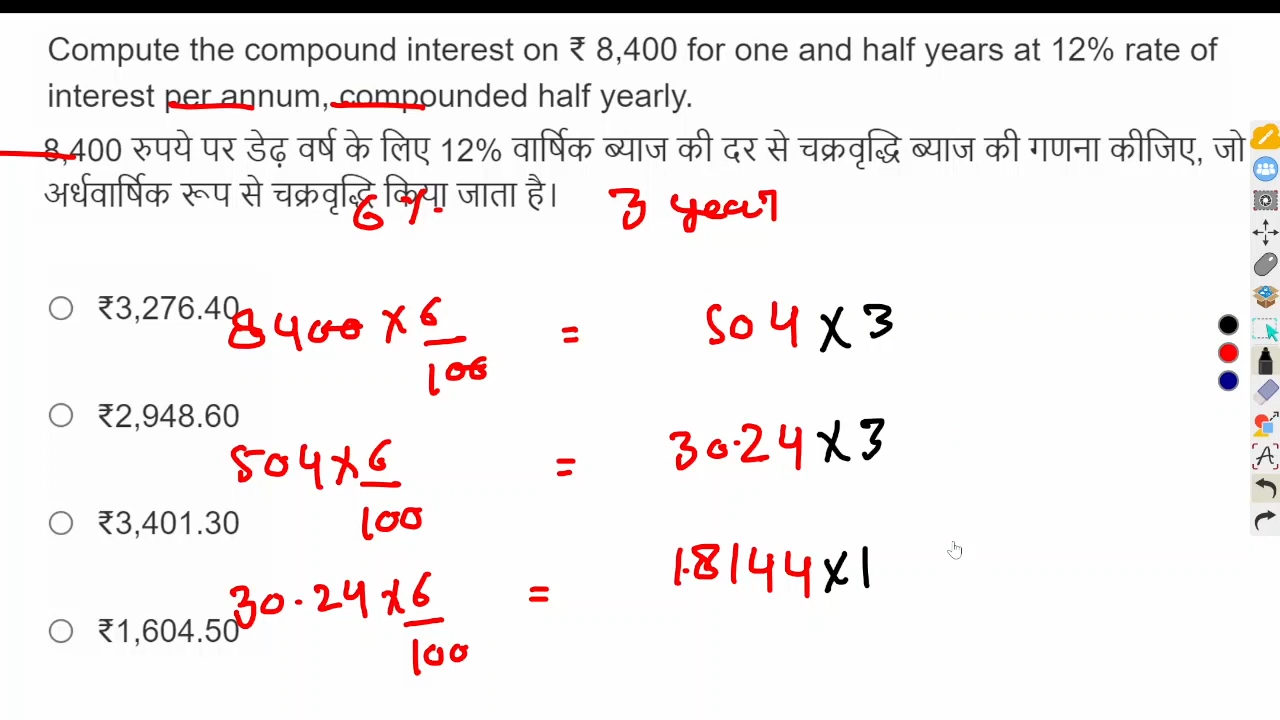 Compute the compound interest on ₹ 8,400 for one and half years at 12% rate of
interest per annum, compounded half yearly.
8,400 रुपये पर डेढ़ वर्ष के लिए 12% वार्षिक ब्याज की दर से चक्रवृद्धि ब्याज की गणना कीजिए, जो
अर्धवार्षिक रूप से चक्रवृद्धि किया जाता है।
6 %. 3 year
₹3,276.40
8400 × 6/100 = 504 × 3
₹2,948.60
504 × 6/100 = 30.24 × 3
₹3,401.30
30.24 × 6/100 = 1.8144 × 1
₹1,604.50
A